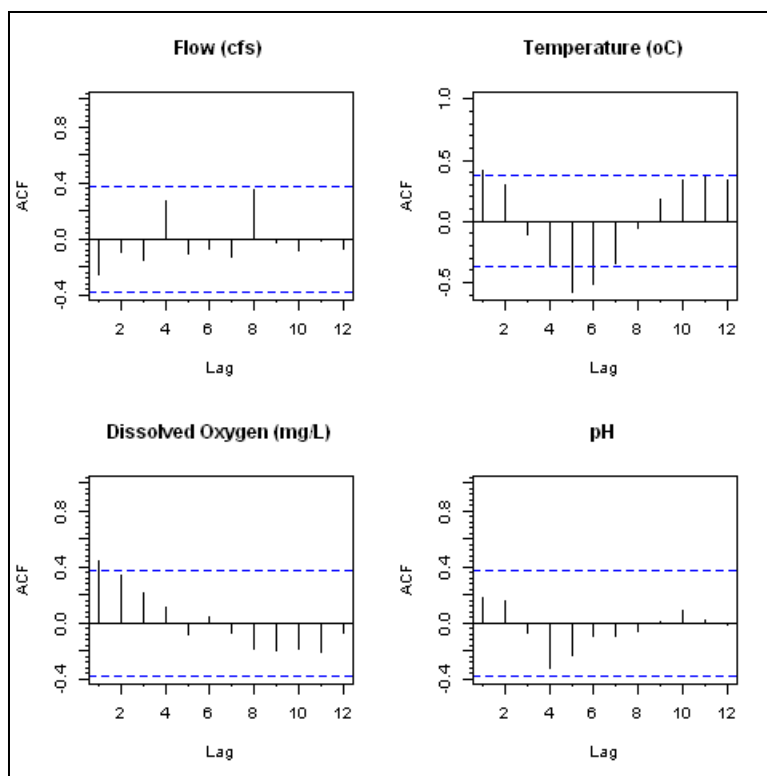 Flow (cfs)
ACF
0.8
0.4
0.0
-0.4
2 4 6 8 10 12
Lag
Temperature (oC)
ACF
1.0
0.5
0.0
-0.5
2 4 6 8 10 12
Lag
Dissolved Oxygen (mg/L)
ACF
0.8
0.4
0.0
-0.4
2 4 6 8 10 12
Lag
pH
ACF
0.8
0.4
0.0
-0.4
2 4 6 8 10 12
Lag